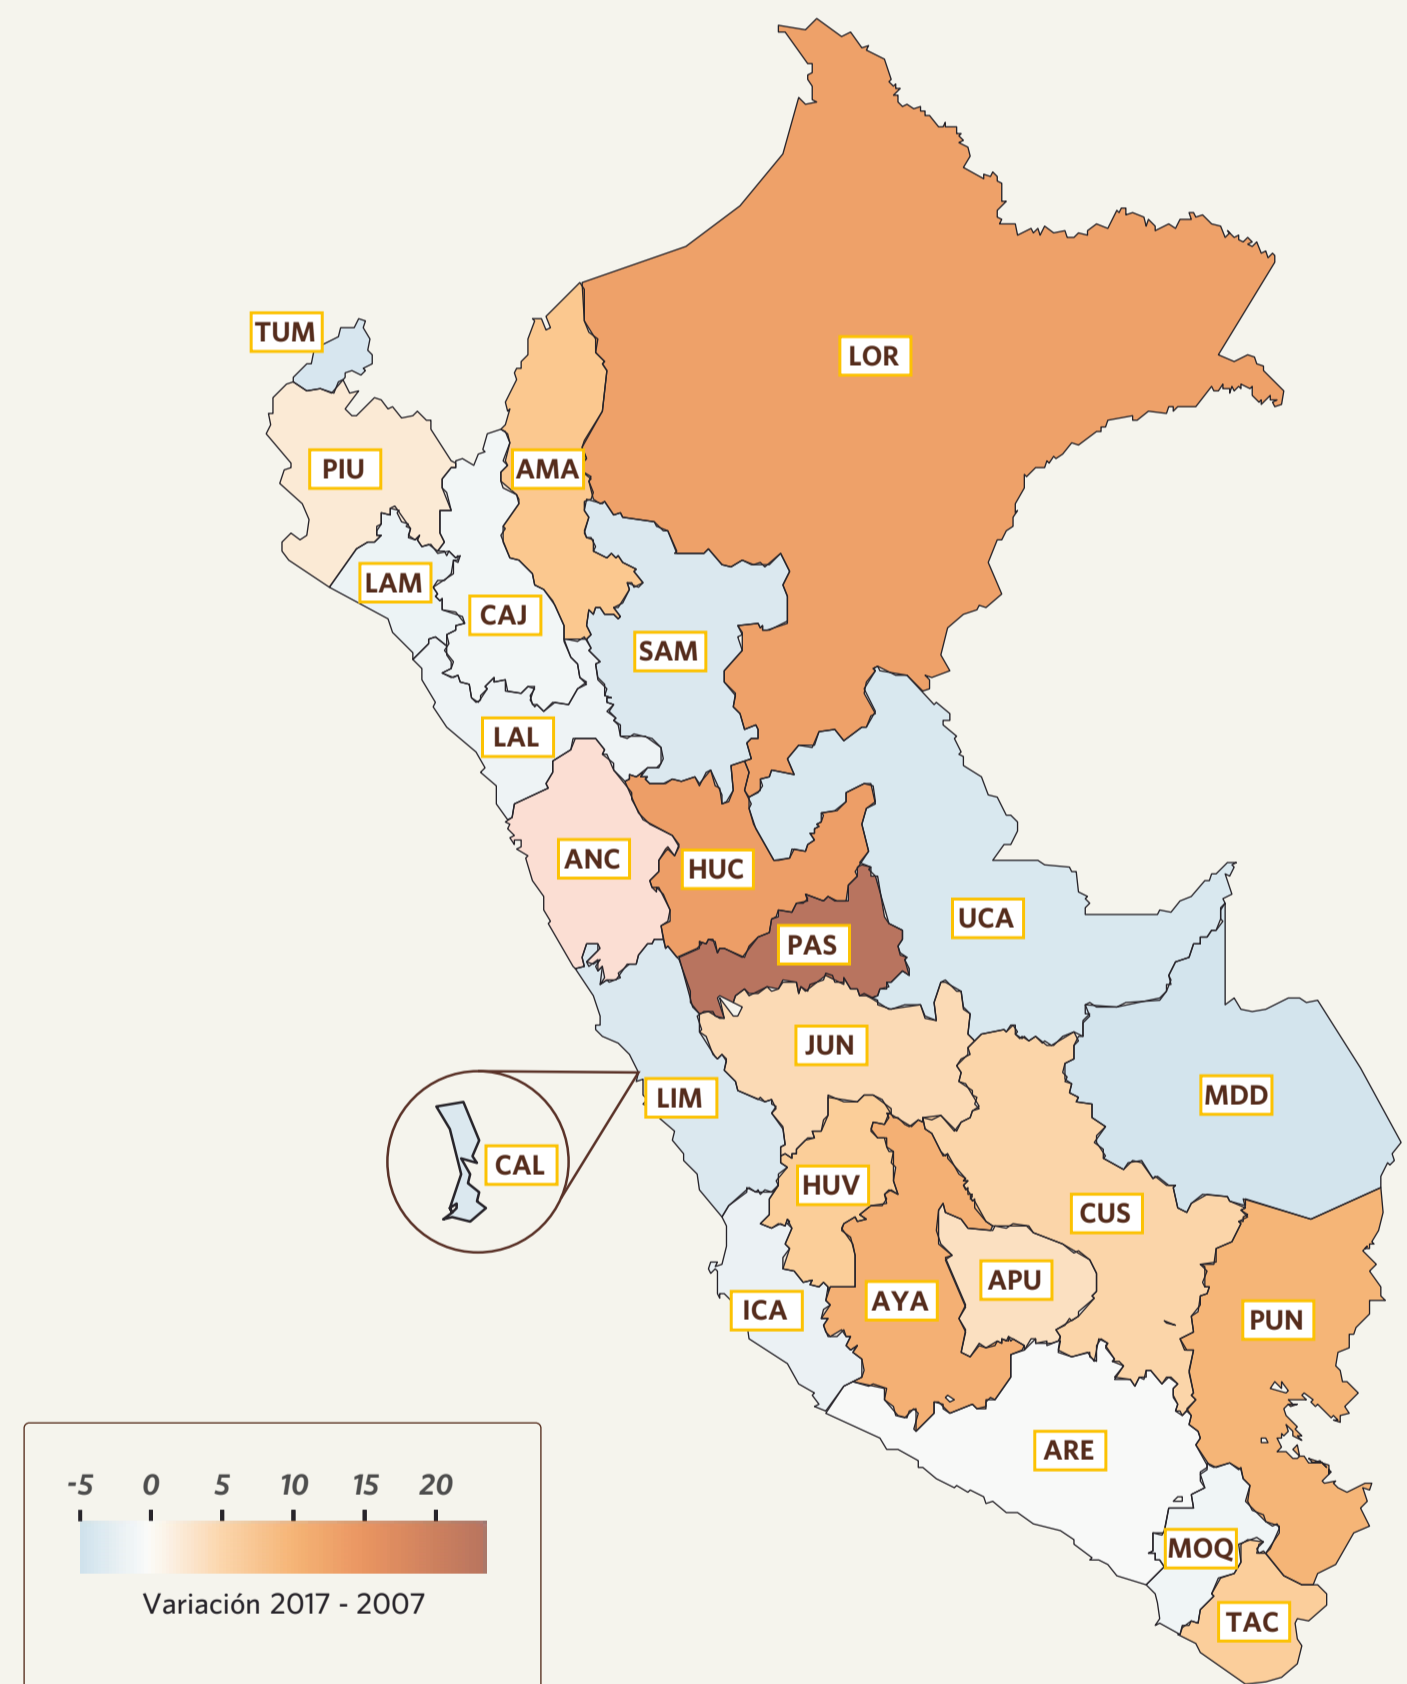 TUM
LOR
PIU
AMA
LAM
CAJ
SAM
LAL
ANC
HUC
UCA
PAS
JUN
MDD
LIM
CAL
HUV
CUS
APU
AYA
ICA
PUN
ARE
MOQ
TAC
-5 0 5 10 15 20
Variación 2017 - 2007